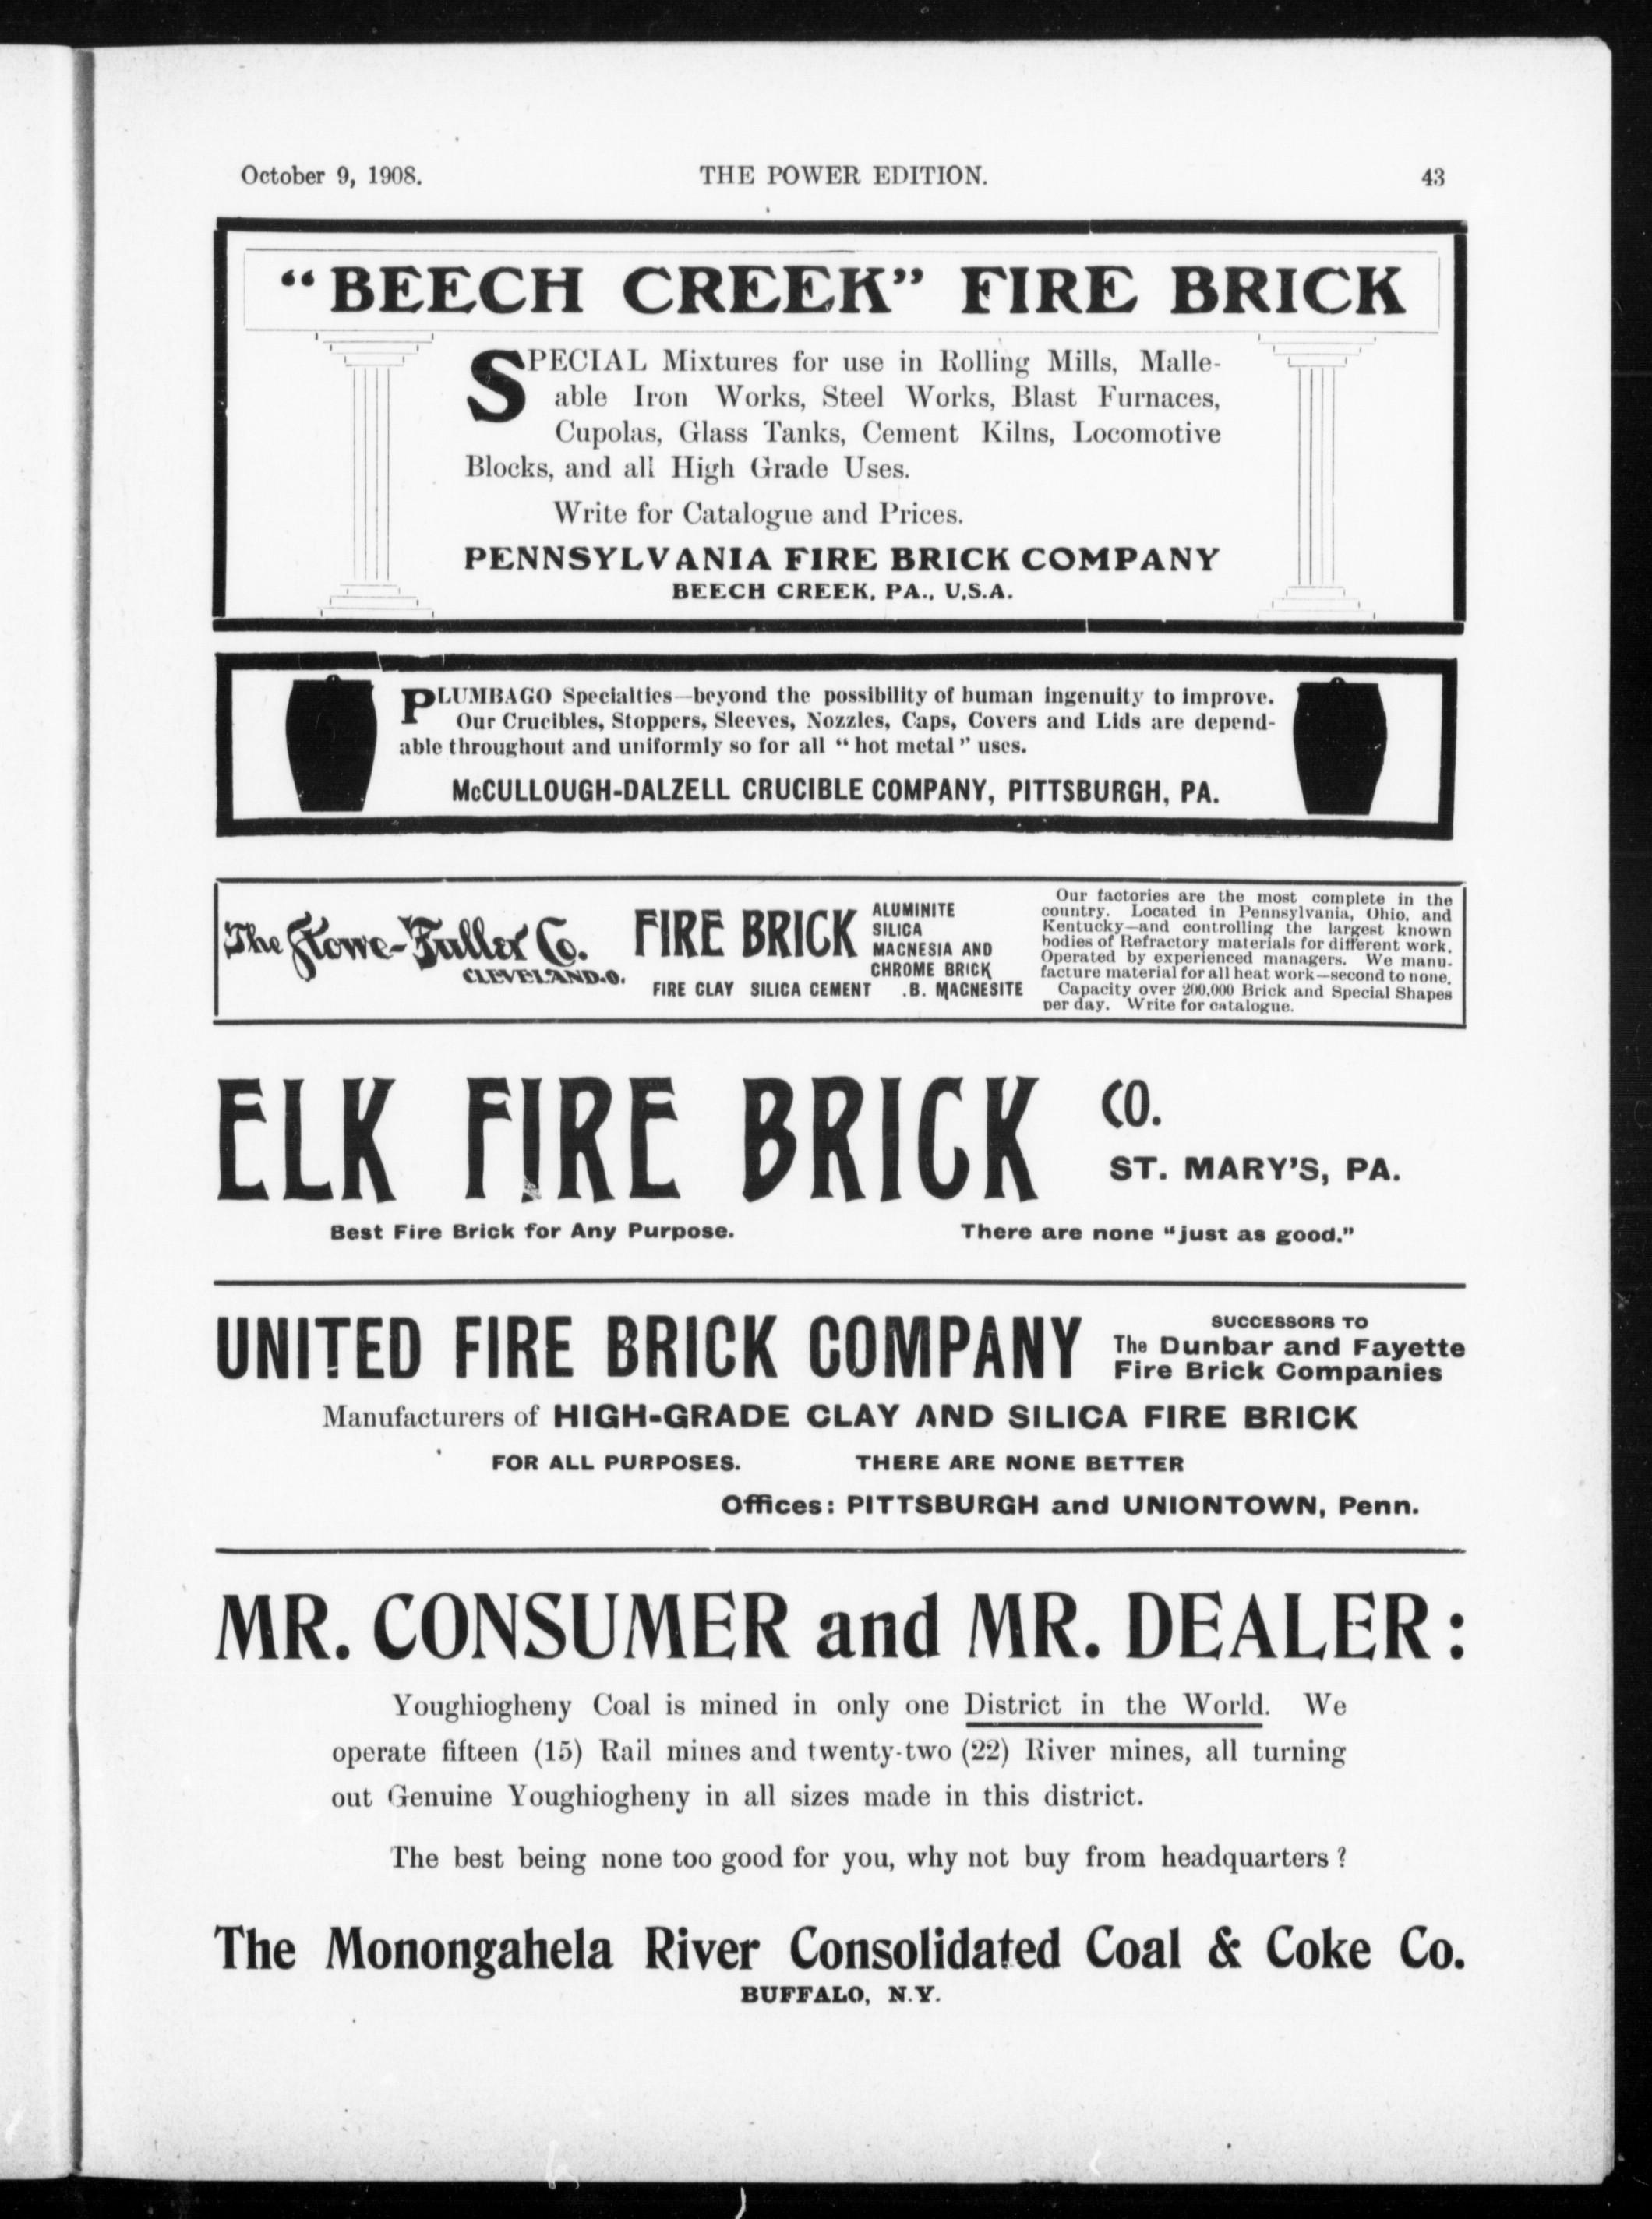 October 9, 1908. THE POWER EDITION. 43
"BEECH CREEK" FIRE BRICK
SPECIAL Mixtures for use in Rolling Mills, Malle-
able Iron Works, Steel Works, Blast Furnaces,
Cupolas, Glass Tanks, Cement Kilns, Locomotive
Blocks, and all High Grade Uses.
Write for Catalogue and Prices.
PENNSYLVANIA FIRE BRICK COMPANY
BEECH CREEK, PA., U.S.A.
PLUMBAGO Specialties—beyond the possibility of human ingenuity to improve.
Our Crucibles, Stoppers, Sleeves, Nozzles, Caps, Covers and Lids are depend-
able throughout and uniformly so for all "hot metal" uses.
McCULLOUGH-DALZELL CRUCIBLE COMPANY, PITTSBURGH, PA.
The Stowe-Fuller Co.
CLEVELAND.O.
FIRE BRICK
ALUMINITE
SILICA
MAGNESIA AND
CHROME BRICK
FIRE CLAY SILICA CEMENT .B. MAGNESITE
Our factories are the most complete in the
country. Located in Pennsylvania, Ohio, and
Kentucky—and controlling the largest known
bodies of Refractory materials for different work.
Operated by experienced managers. We manu-
facture material for all heat work—second to none.
Capacity over 200,000 Brick and Special Shapes
per day. Write for catalogue.
ELK FIRE BRICK CO.
ST. MARY'S, PA.
Best Fire Brick for Any Purpose. There are none "just as good."
UNITED FIRE BRICK COMPANY
SUCCESSORS TO
The Dunbar and Fayette
Fire Brick Companies
Manufacturers of HIGH-GRADE CLAY AND SILICA FIRE BRICK
FOR ALL PURPOSES. THERE ARE NONE BETTER
Offices: PITTSBURGH and UNIONTOWN, Penn.
MR. CONSUMER and MR. DEALER:
Youghiogheny Coal is mined in only one District in the World. We
operate fifteen (15) Rail mines and twenty-two (22) River mines, all turning
out Genuine Youghiogheny in all sizes made in this district.
The best being none too good for you, why not buy from headquarters?
The Monongahela River Consolidated Coal & Coke Co.
BUFFALO, N.Y.